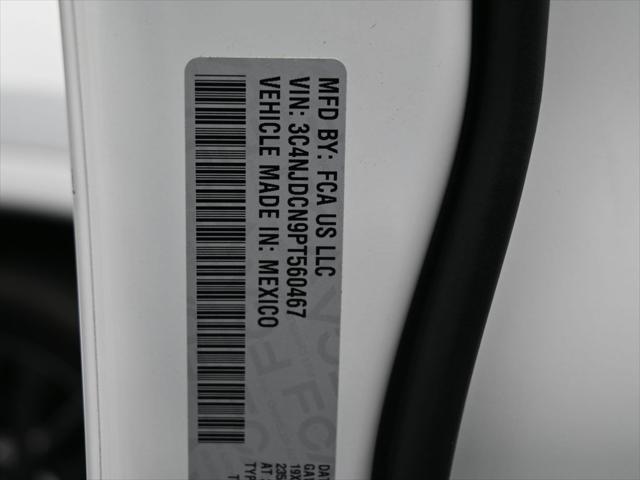 MFD BY: FCA US LLC
VIN: 3C4NJDCN9PT560467
VEHICLE MADE IN: MEXICO